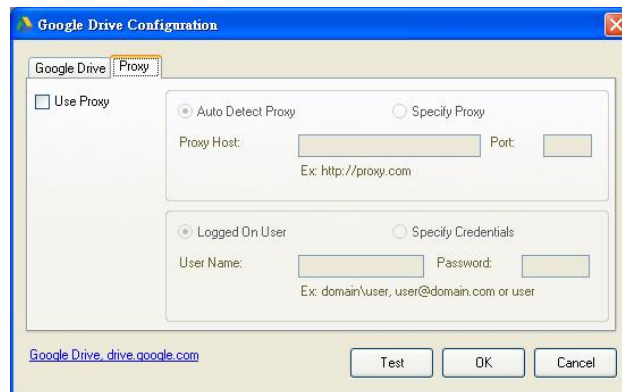 Google Drive Configuration
Google Drive Proxy
Use Proxy
Auto Detect Proxy Specify Proxy
Proxy Host: Port:
Ex: http://proxy.com
Logged On User Specify Credentials
User Name: Password:
Ex: domain\user, user@domain.com or user
Google Drive, drive.google.com
Test OK Cancel